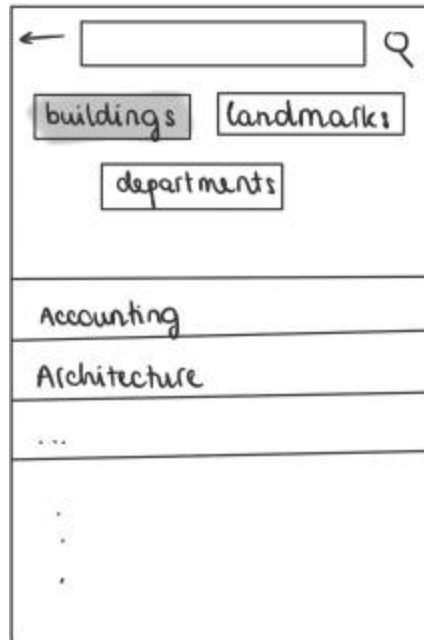 buildings landmarks
departments
Accounting
Architecture
...